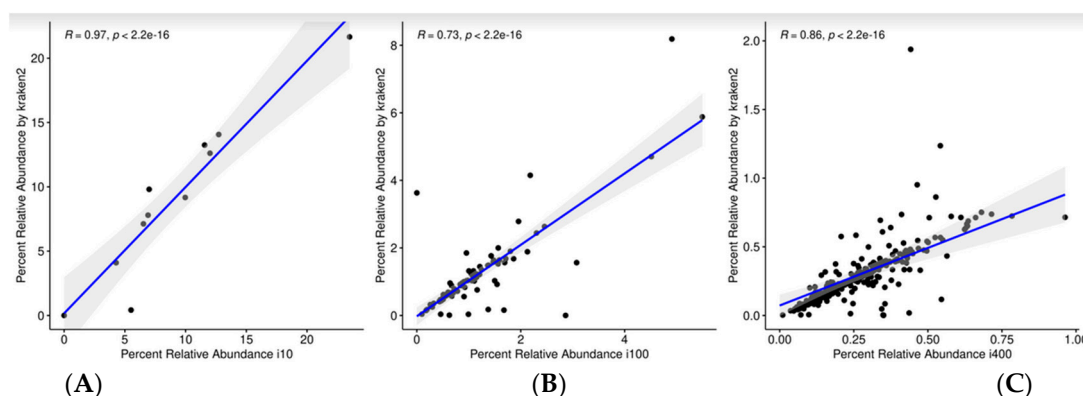 R = 0.97, p < 2.2e-16
Percent Relative Abundance by kraken2
20
15
10
5
0
0 5 10 15 20
Percent Relative Abundance i10
(A)
R = 0.73, p < 2.2e-16
Percent Relative Abundance by kraken2
8
6
4
2
0
0 2 4
Percent Relative Abundance i100
(B)
R = 0.86, p < 2.2e-16
Percent Relative Abundance by kraken2
2.0
1.5
1.0
0.5
0.0
0.00 0.25 0.50 0.75 1.00
Percent Relative Abundance i400
(C)